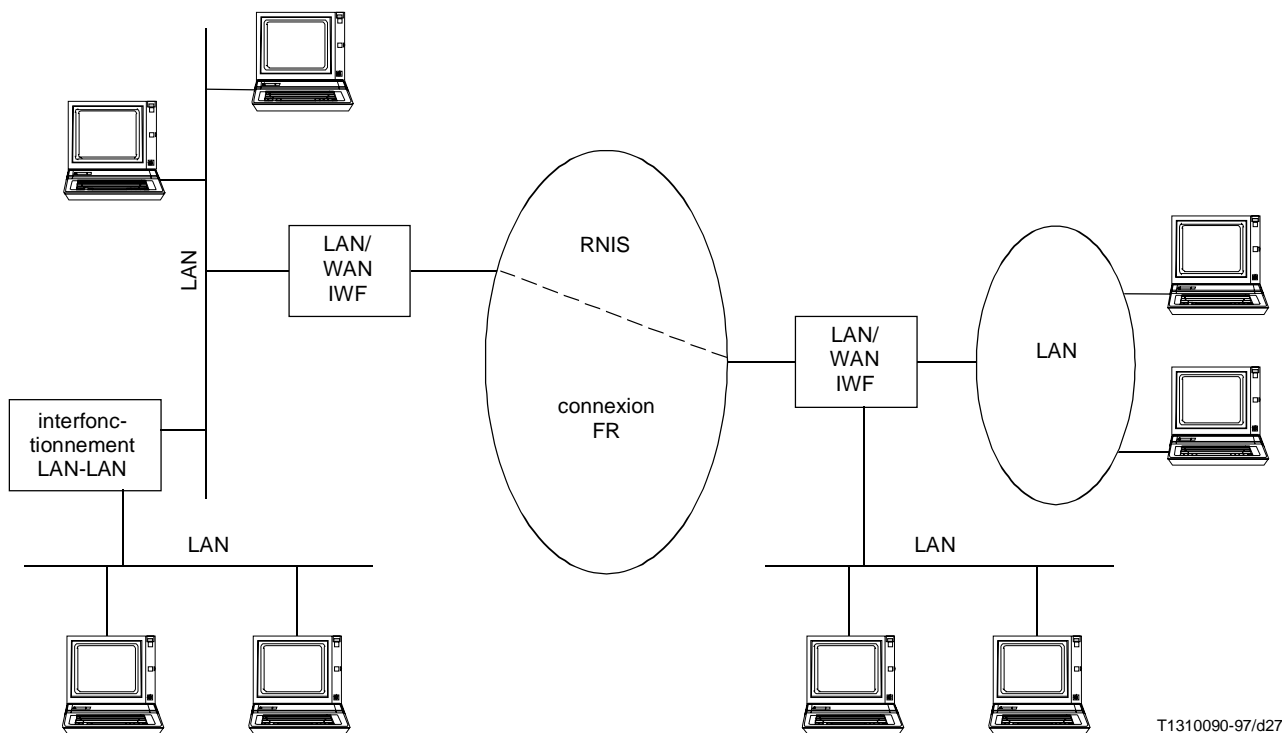 LAN
LAN/
WAN
IWF
RNIS
connexion
FR
LAN/
WAN
IWF
LAN
interfonc-
tionnement
LAN-LAN
LAN
LAN
T1310090-97/d27